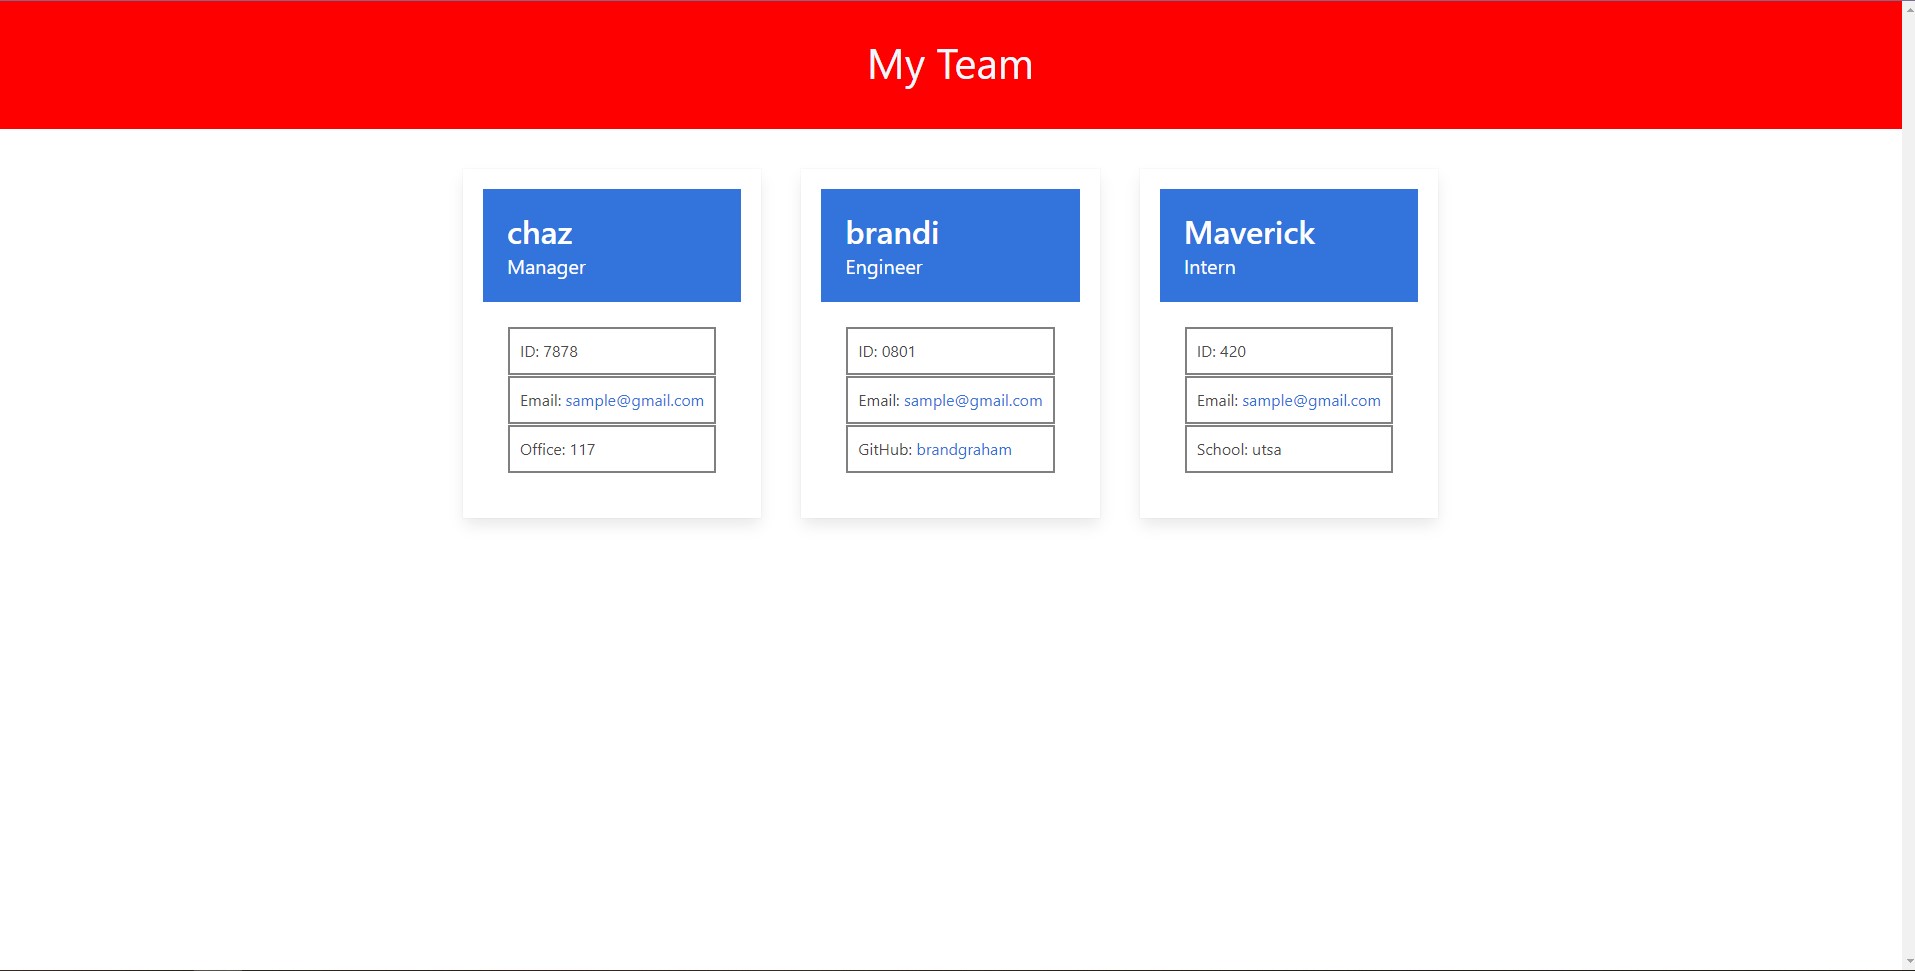 My Team
chaz
Manager
ID: 7878
Email: sample@gmail.com
Office: 117
brandi
Engineer
ID: 0801
Email: sample@gmail.com
GitHub: brandgraham
Maverick
Intern
ID: 420
Email: sample@gmail.com
School: utsa